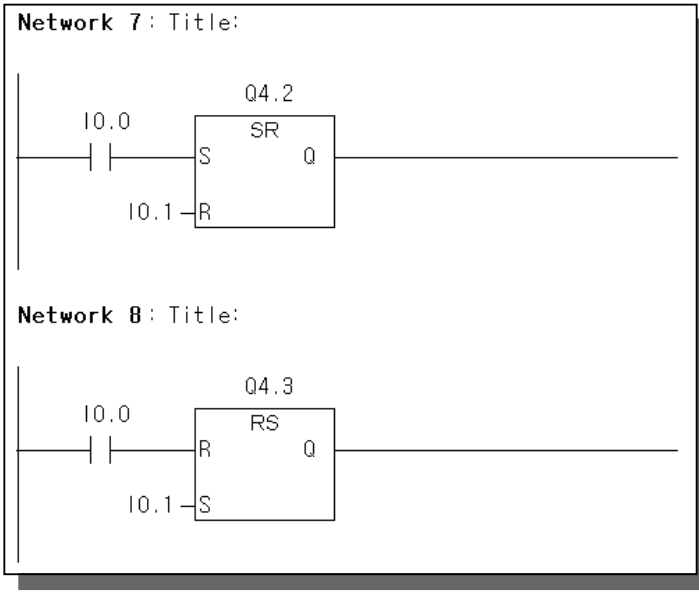 Network 7: Title:
Q4.2
I0.0
SR
S Q
I0.1 R
Network 8: Title:
Q4.3
I0.0
RS
R Q
I0.1 S